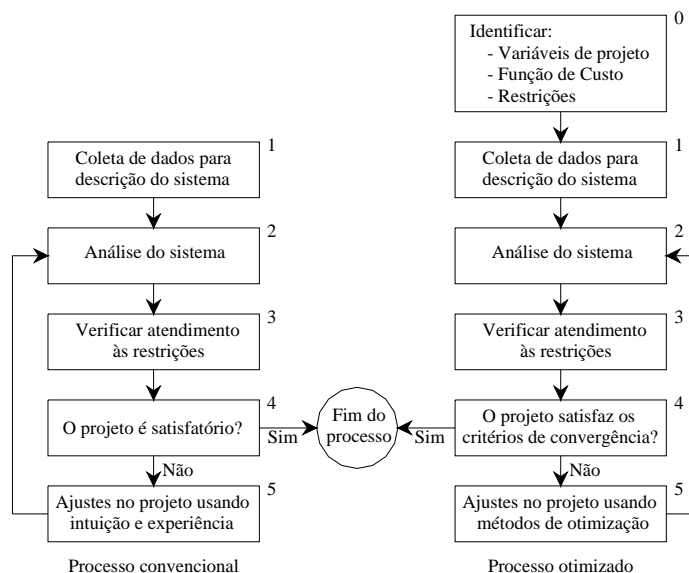 0
Identificar:
- Variáveis de projeto
- Função de Custo
- Restrições
1
Coleta de dados para
descrição do sistema
2
Análise do sistema
3
Verificar atendimento
às restrições
4
O projeto é satisfatório?
Sim
Não
5
Ajustes no projeto usando
intuição e experiência
Processo convencional
Fim do
processo
1
Coleta de dados para
descrição do sistema
2
Análise do sistema
3
Verificar atendimento
às restrições
4
O projeto satisfaz os
critérios de convergência?
Sim
Não
5
Ajustes no projeto usando
métodos de otimização
Processo otimizado